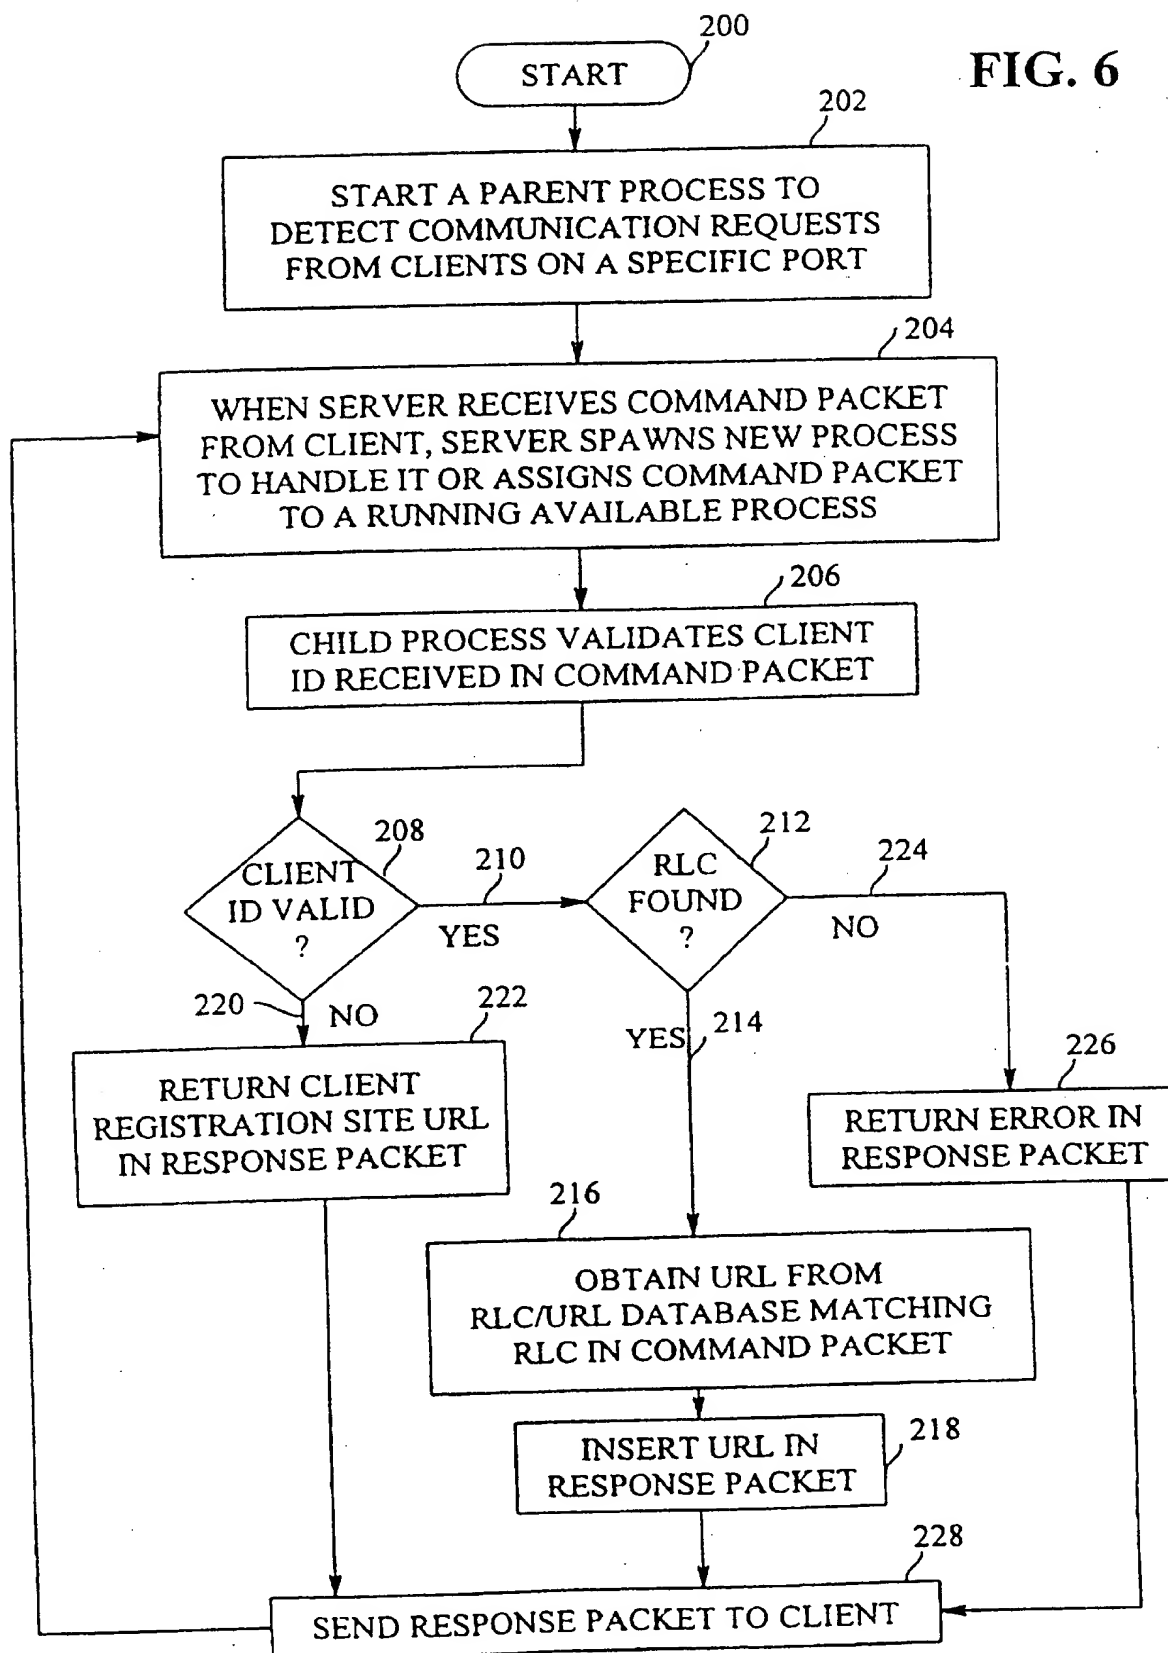 200
START
FIG. 6
202
START A PARENT PROCESS TO
DETECT COMMUNICATION REQUESTS
FROM CLIENTS ON A SPECIFIC PORT
204
WHEN SERVER RECEIVES COMMAND PACKET
FROM CLIENT, SERVER SPAWNS NEW PROCESS
TO HANDLE IT OR ASSIGNS COMMAND PACKET
TO A RUNNING AVAILABLE PROCESS
206
CHILD PROCESS VALIDATES CLIENT
ID RECEIVED IN COMMAND PACKET
208
CLIENT
ID VALID
?
210
YES
212
RLC
FOUND
?
224
NO
220
NO
222
RETURN CLIENT
REGISTRATION SITE URL
IN RESPONSE PACKET
YES
214
226
RETURN ERROR IN
RESPONSE PACKET
216
OBTAIN URL FROM
RLC/URL DATABASE MATCHING
RLC IN COMMAND PACKET
218
INSERT URL IN
RESPONSE PACKET
228
SEND RESPONSE PACKET TO CLIENT